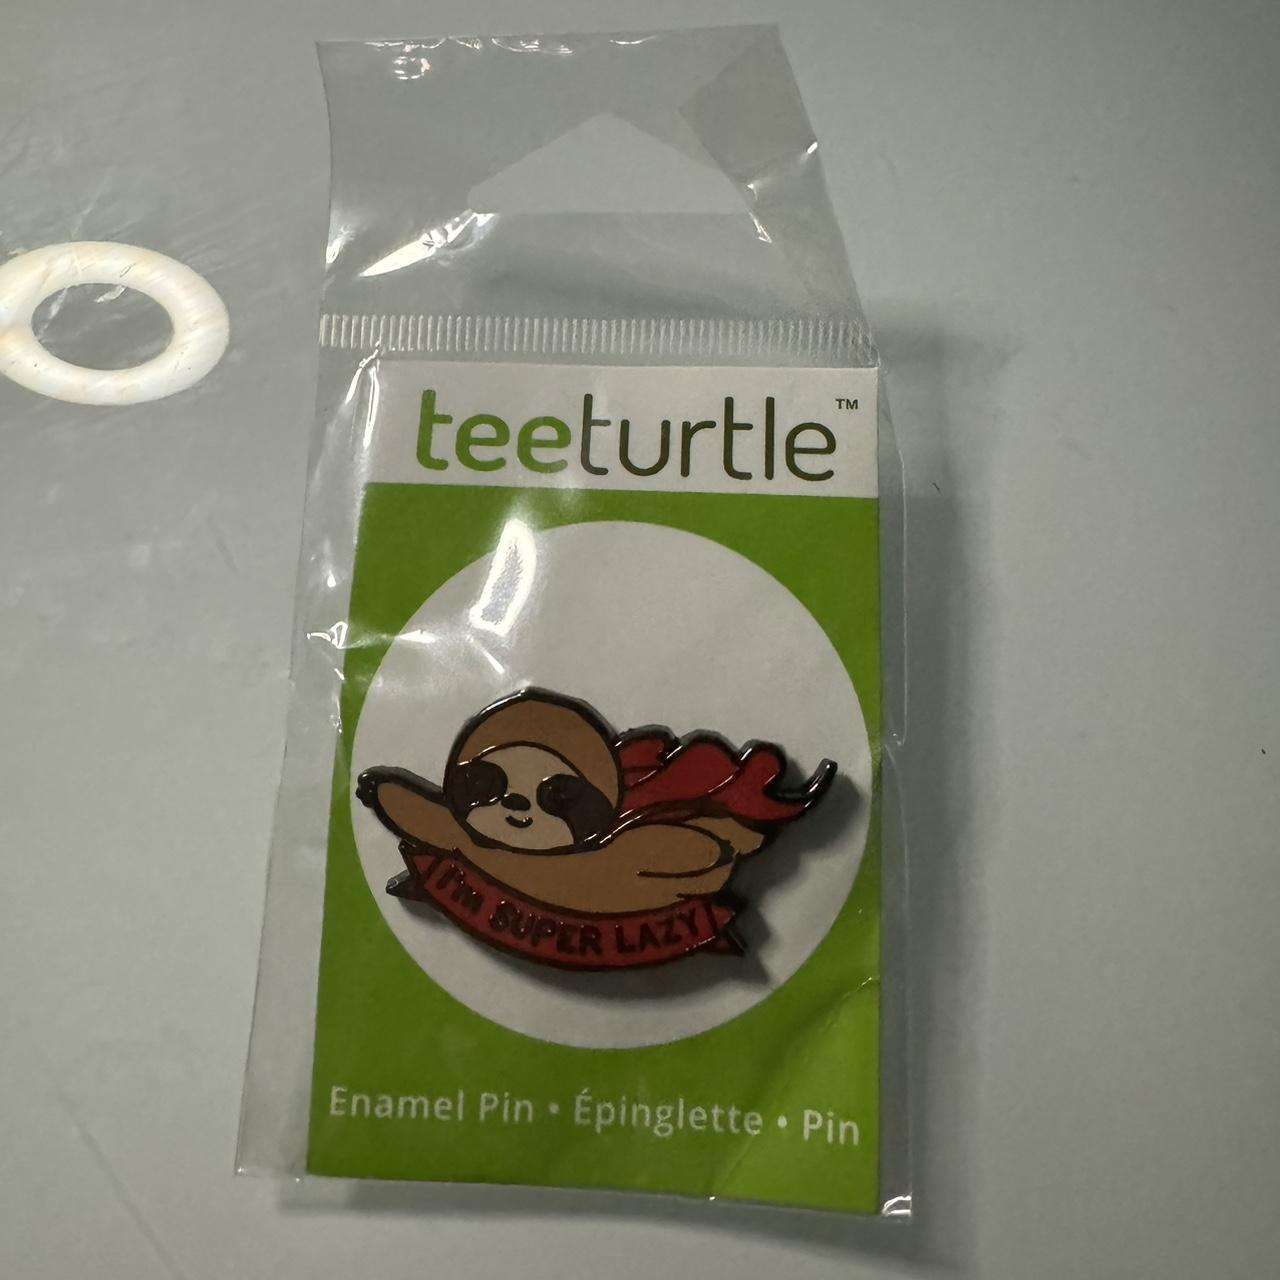 teeturtle™
I'm SUPER LAZY
Enamel Pin • Épinglette • Pin